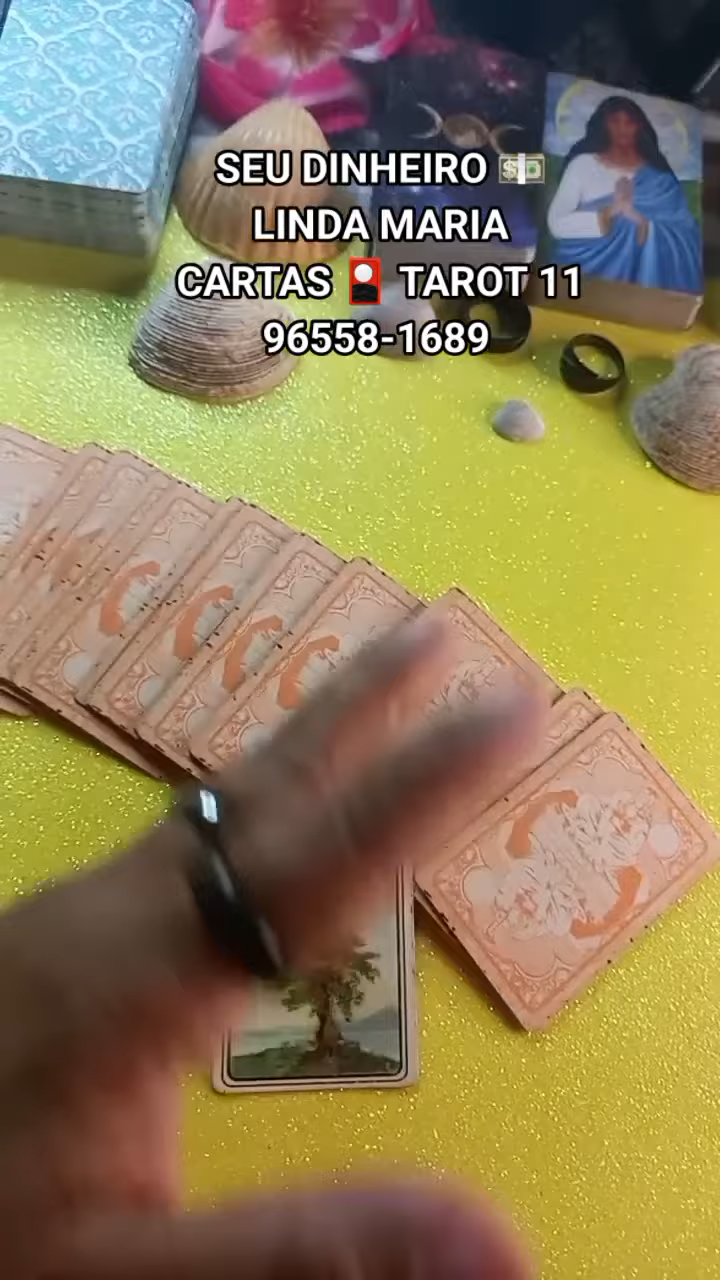 SEU DINHEIRO 💵
LINDA MARIA
CARTAS 🎴 TAROT 11
96558-1689